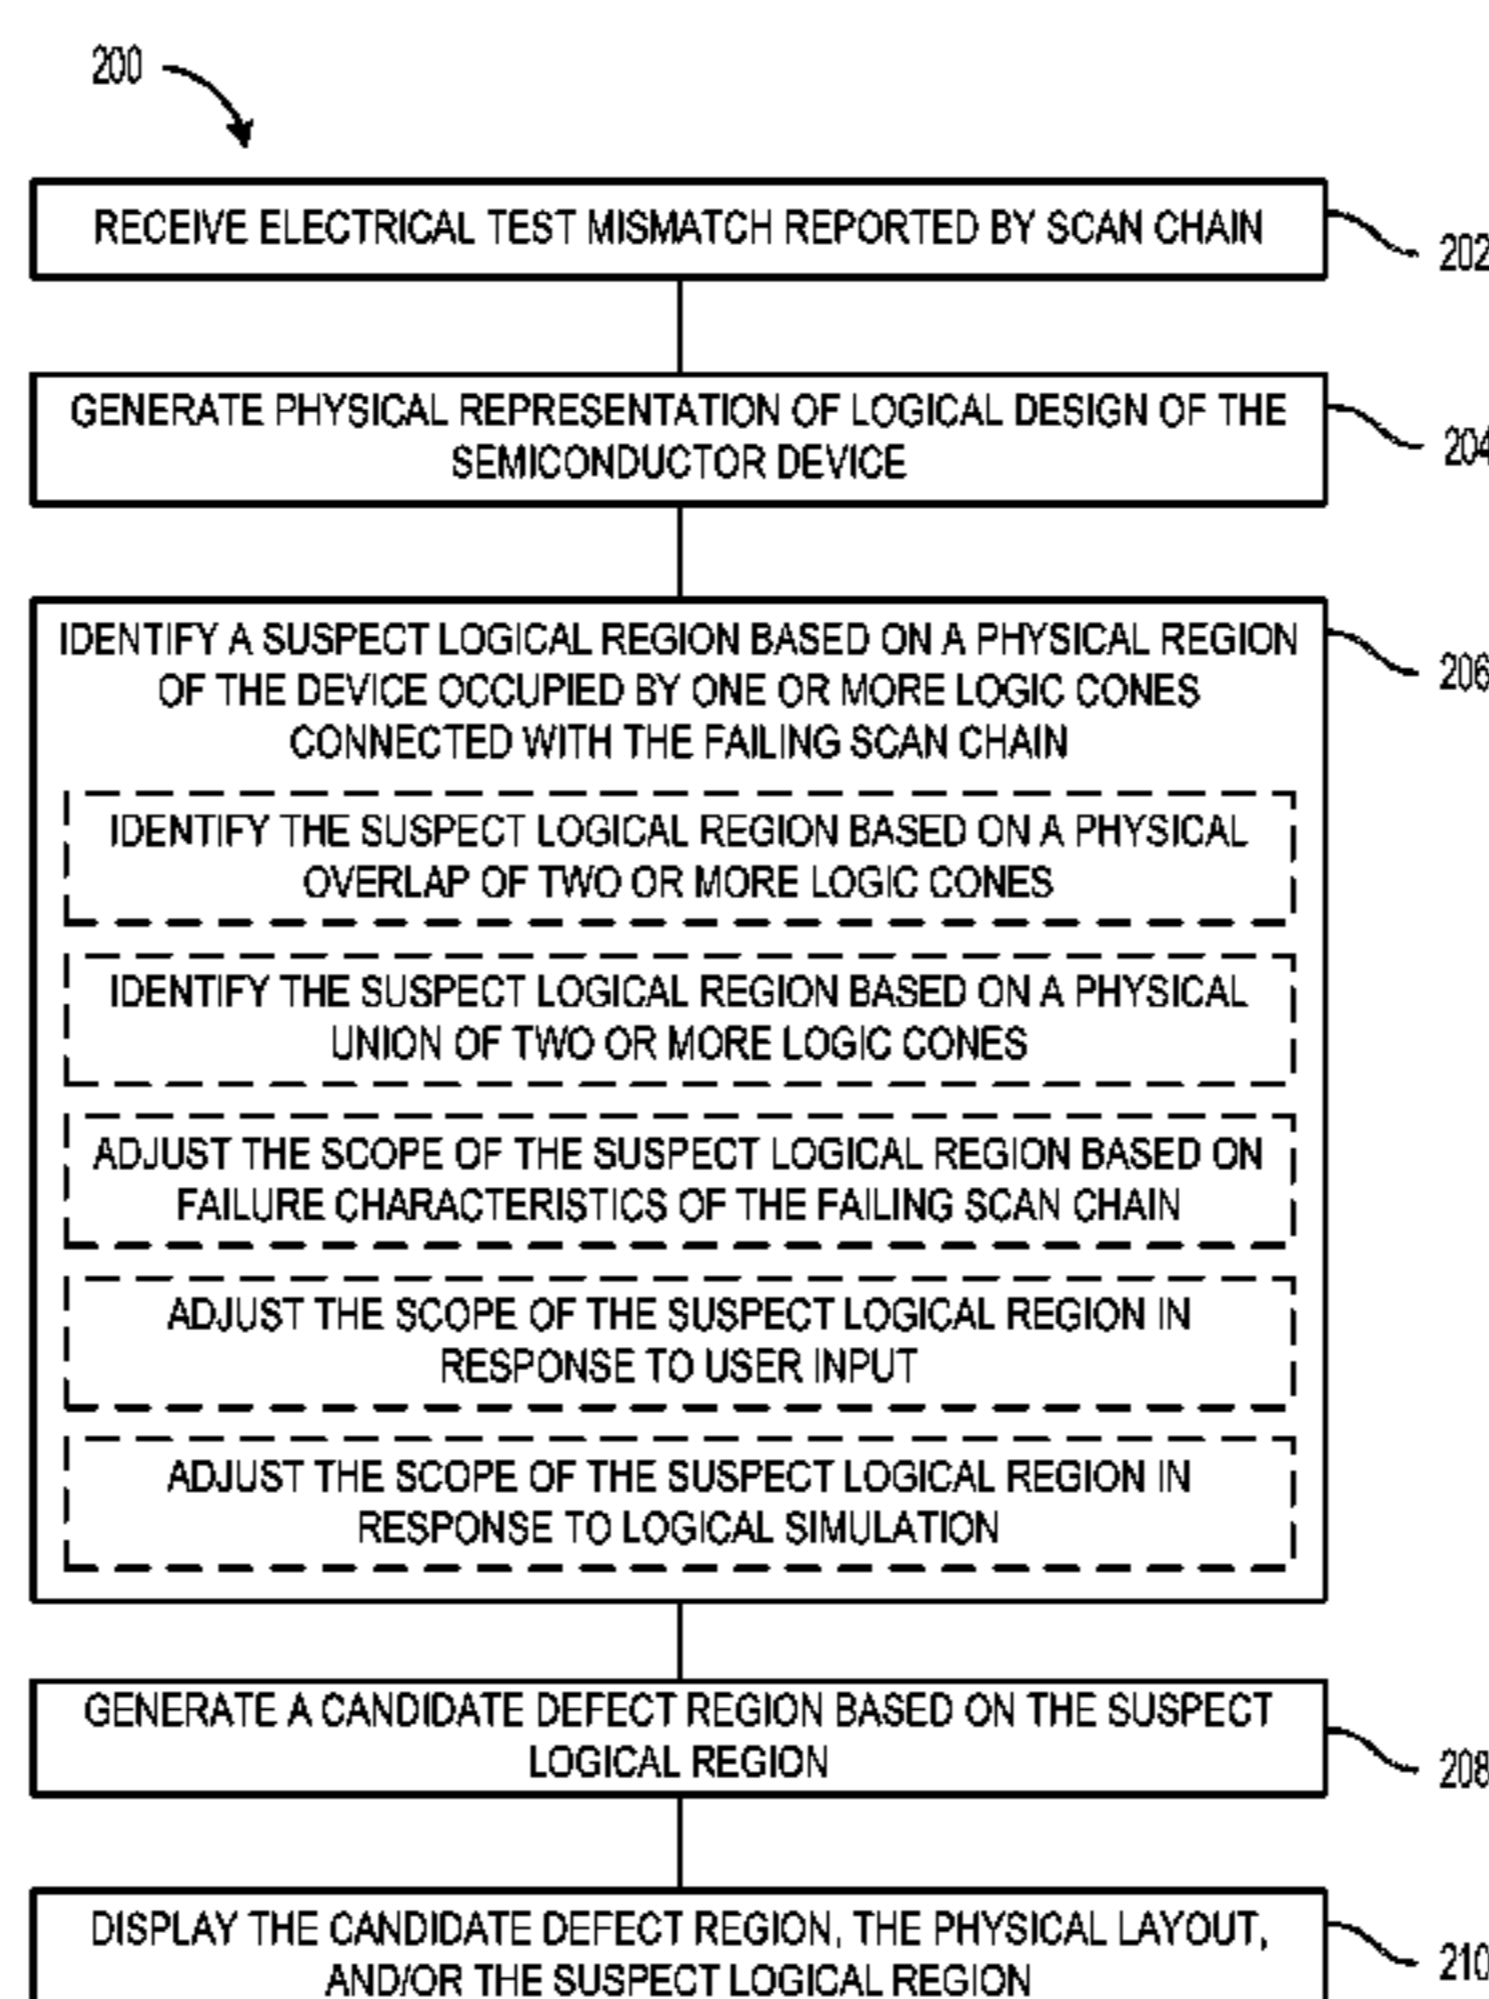 200
RECEIVE ELECTRICAL TEST MISMATCH REPORTED BY SCAN CHAIN
202
GENERATE PHYSICAL REPRESENTATION OF LOGICAL DESIGN OF THE
SEMICONDUCTOR DEVICE
204
IDENTIFY A SUSPECT LOGICAL REGION BASED ON A PHYSICAL REGION
OF THE DEVICE OCCUPIED BY ONE OR MORE LOGIC CONES
CONNECTED WITH THE FAILING SCAN CHAIN
206
IDENTIFY THE SUSPECT LOGICAL REGION BASED ON A PHYSICAL
OVERLAP OF TWO OR MORE LOGIC CONES
IDENTIFY THE SUSPECT LOGICAL REGION BASED ON A PHYSICAL
UNION OF TWO OR MORE LOGIC CONES
ADJUST THE SCOPE OF THE SUSPECT LOGICAL REGION BASED ON
FAILURE CHARACTERISTICS OF THE FAILING SCAN CHAIN
ADJUST THE SCOPE OF THE SUSPECT LOGICAL REGION IN
RESPONSE TO USER INPUT
ADJUST THE SCOPE OF THE SUSPECT LOGICAL REGION IN
RESPONSE TO LOGICAL SIMULATION
GENERATE A CANDIDATE DEFECT REGION BASED ON THE SUSPECT
LOGICAL REGION
208
DISPLAY THE CANDIDATE DEFECT REGION, THE PHYSICAL LAYOUT,
AND/OR THE SUSPECT LOGICAL REGION
210